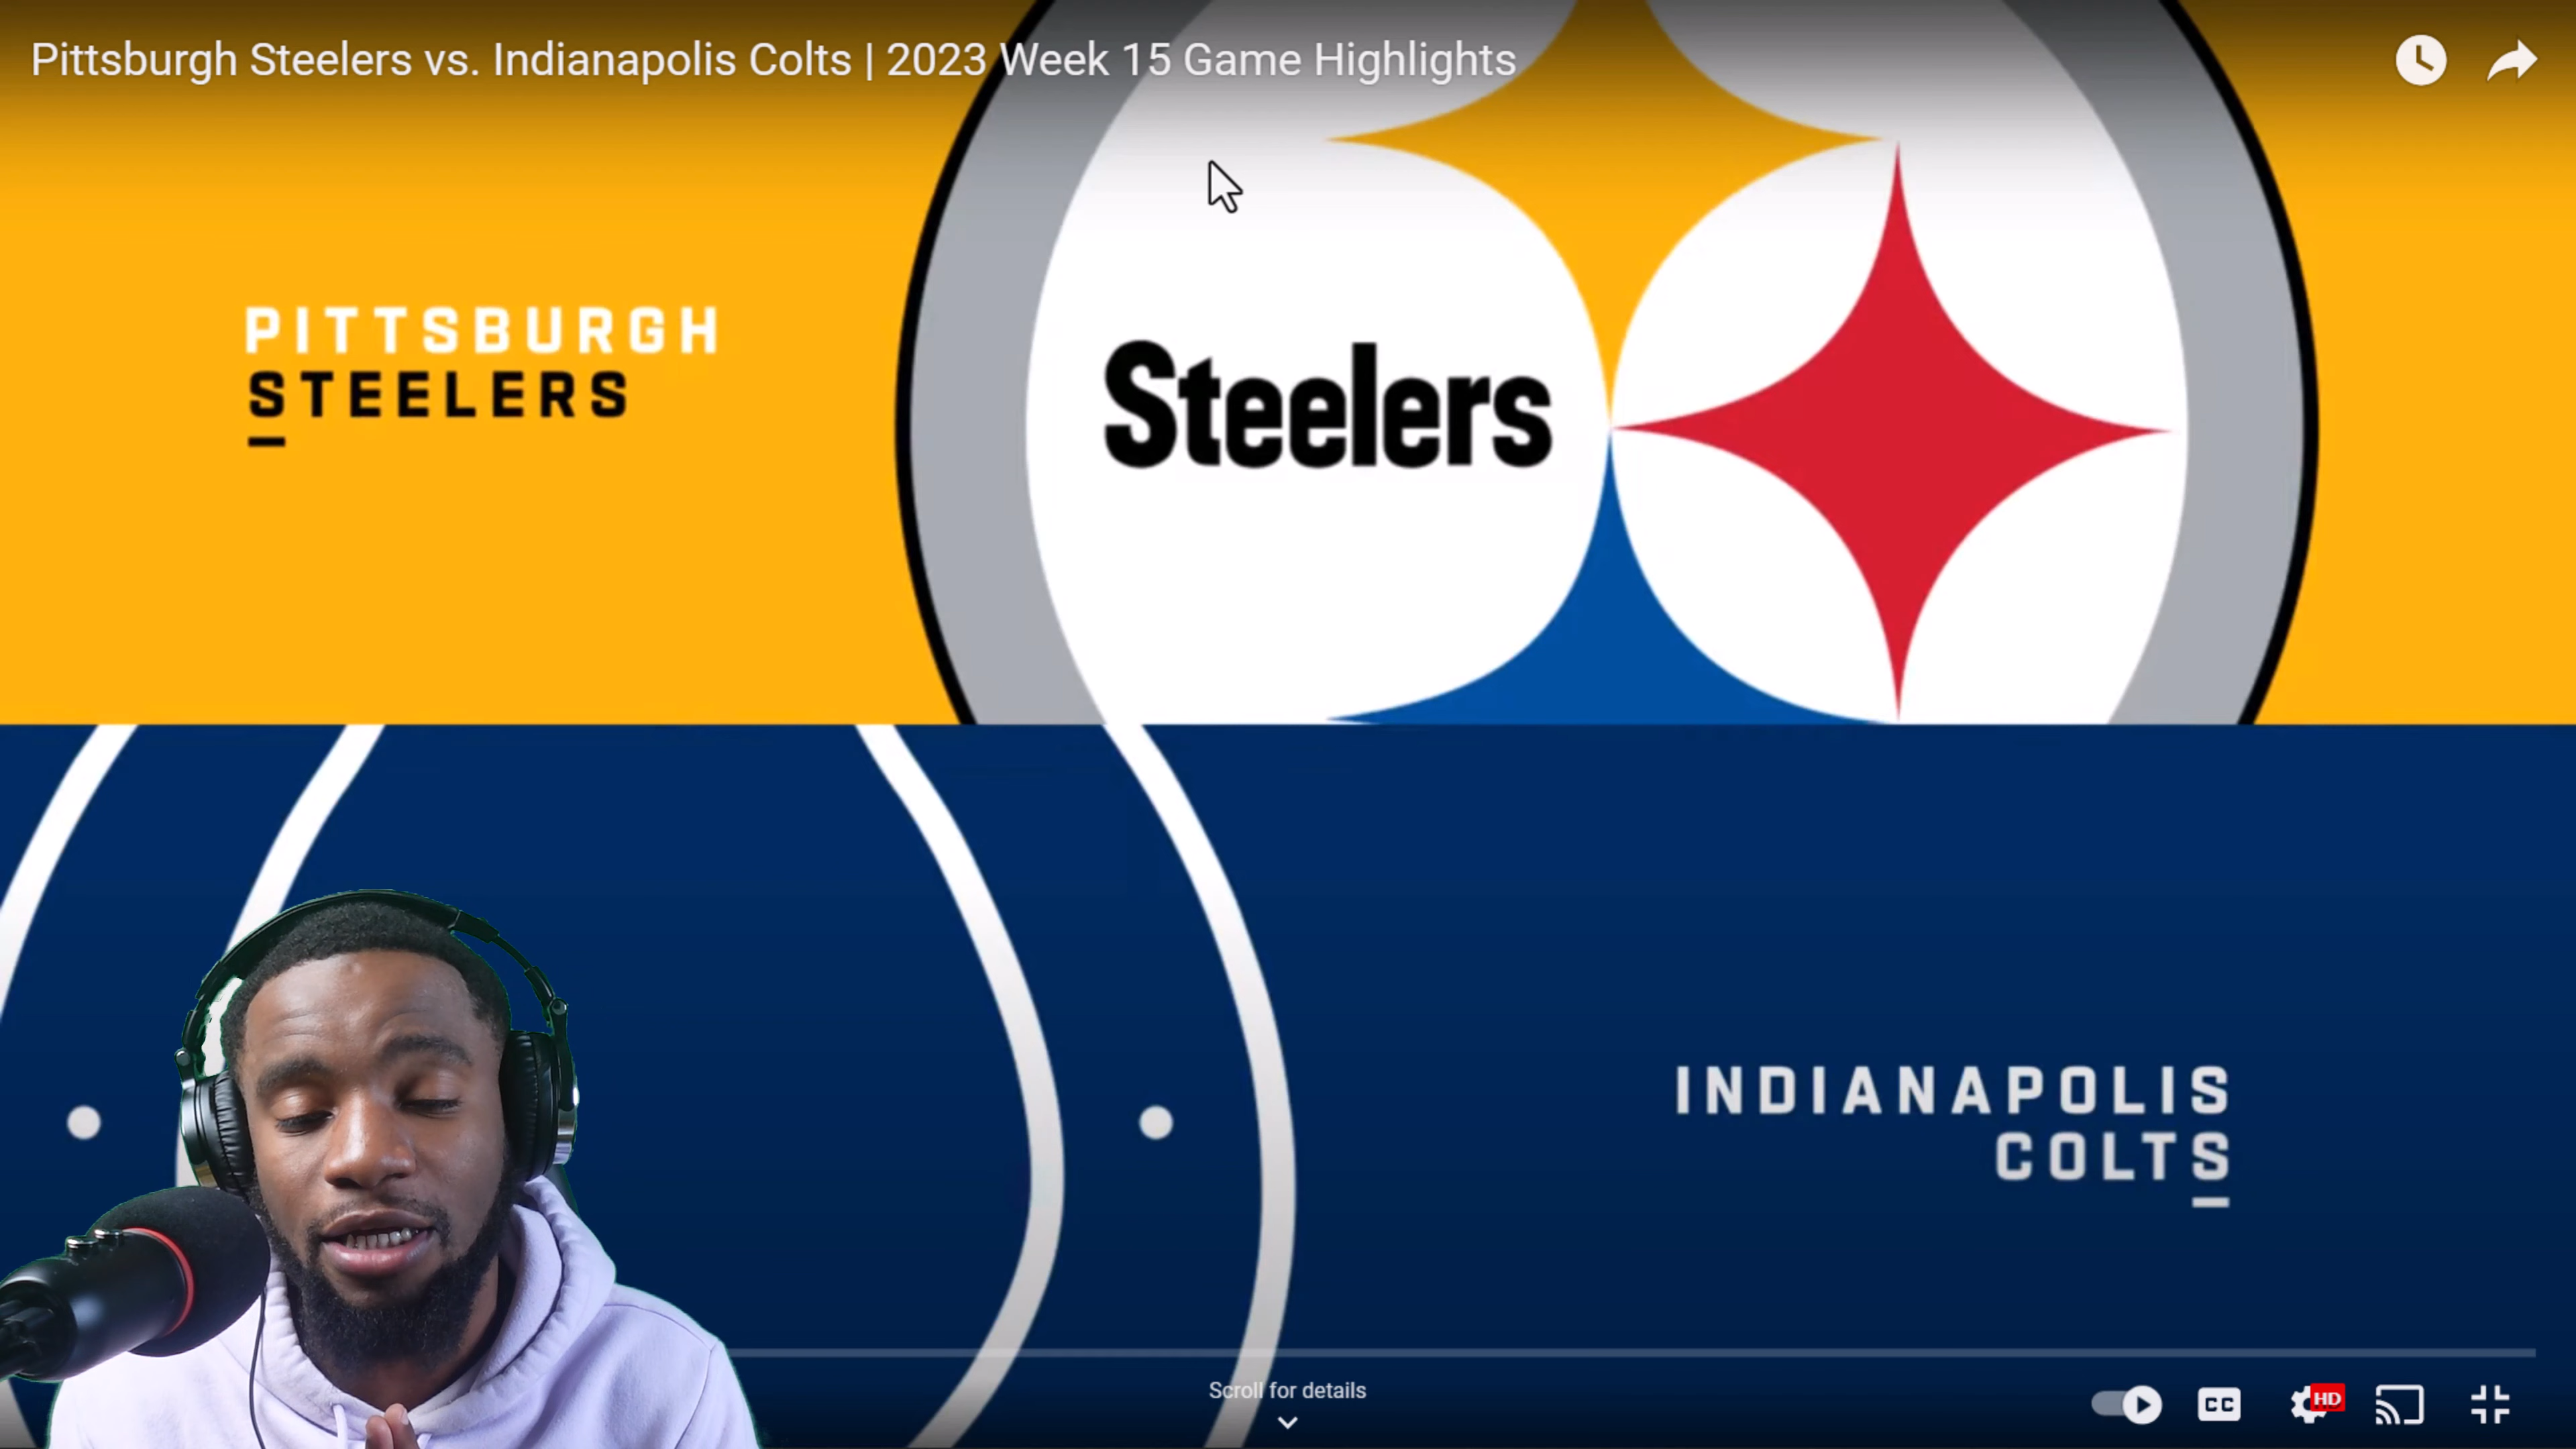 Pittsburgh Steelers vs. Indianapolis Colts | 2023 Week 15 Game Highlights
PITTSBURGH
STEELERS
Steelers
INDIANAPOLIS
COLTS
Scroll for details
CC
HD